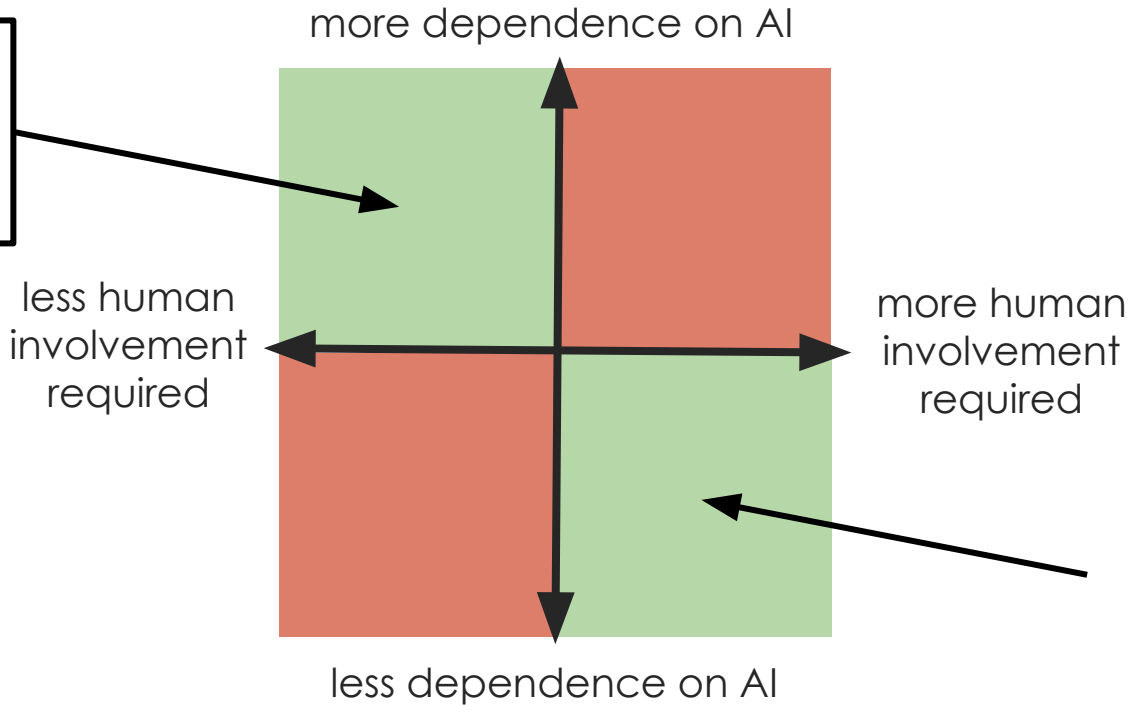 more dependence on AI
less human
involvement
required
more human
involvement
required
less dependence on AI